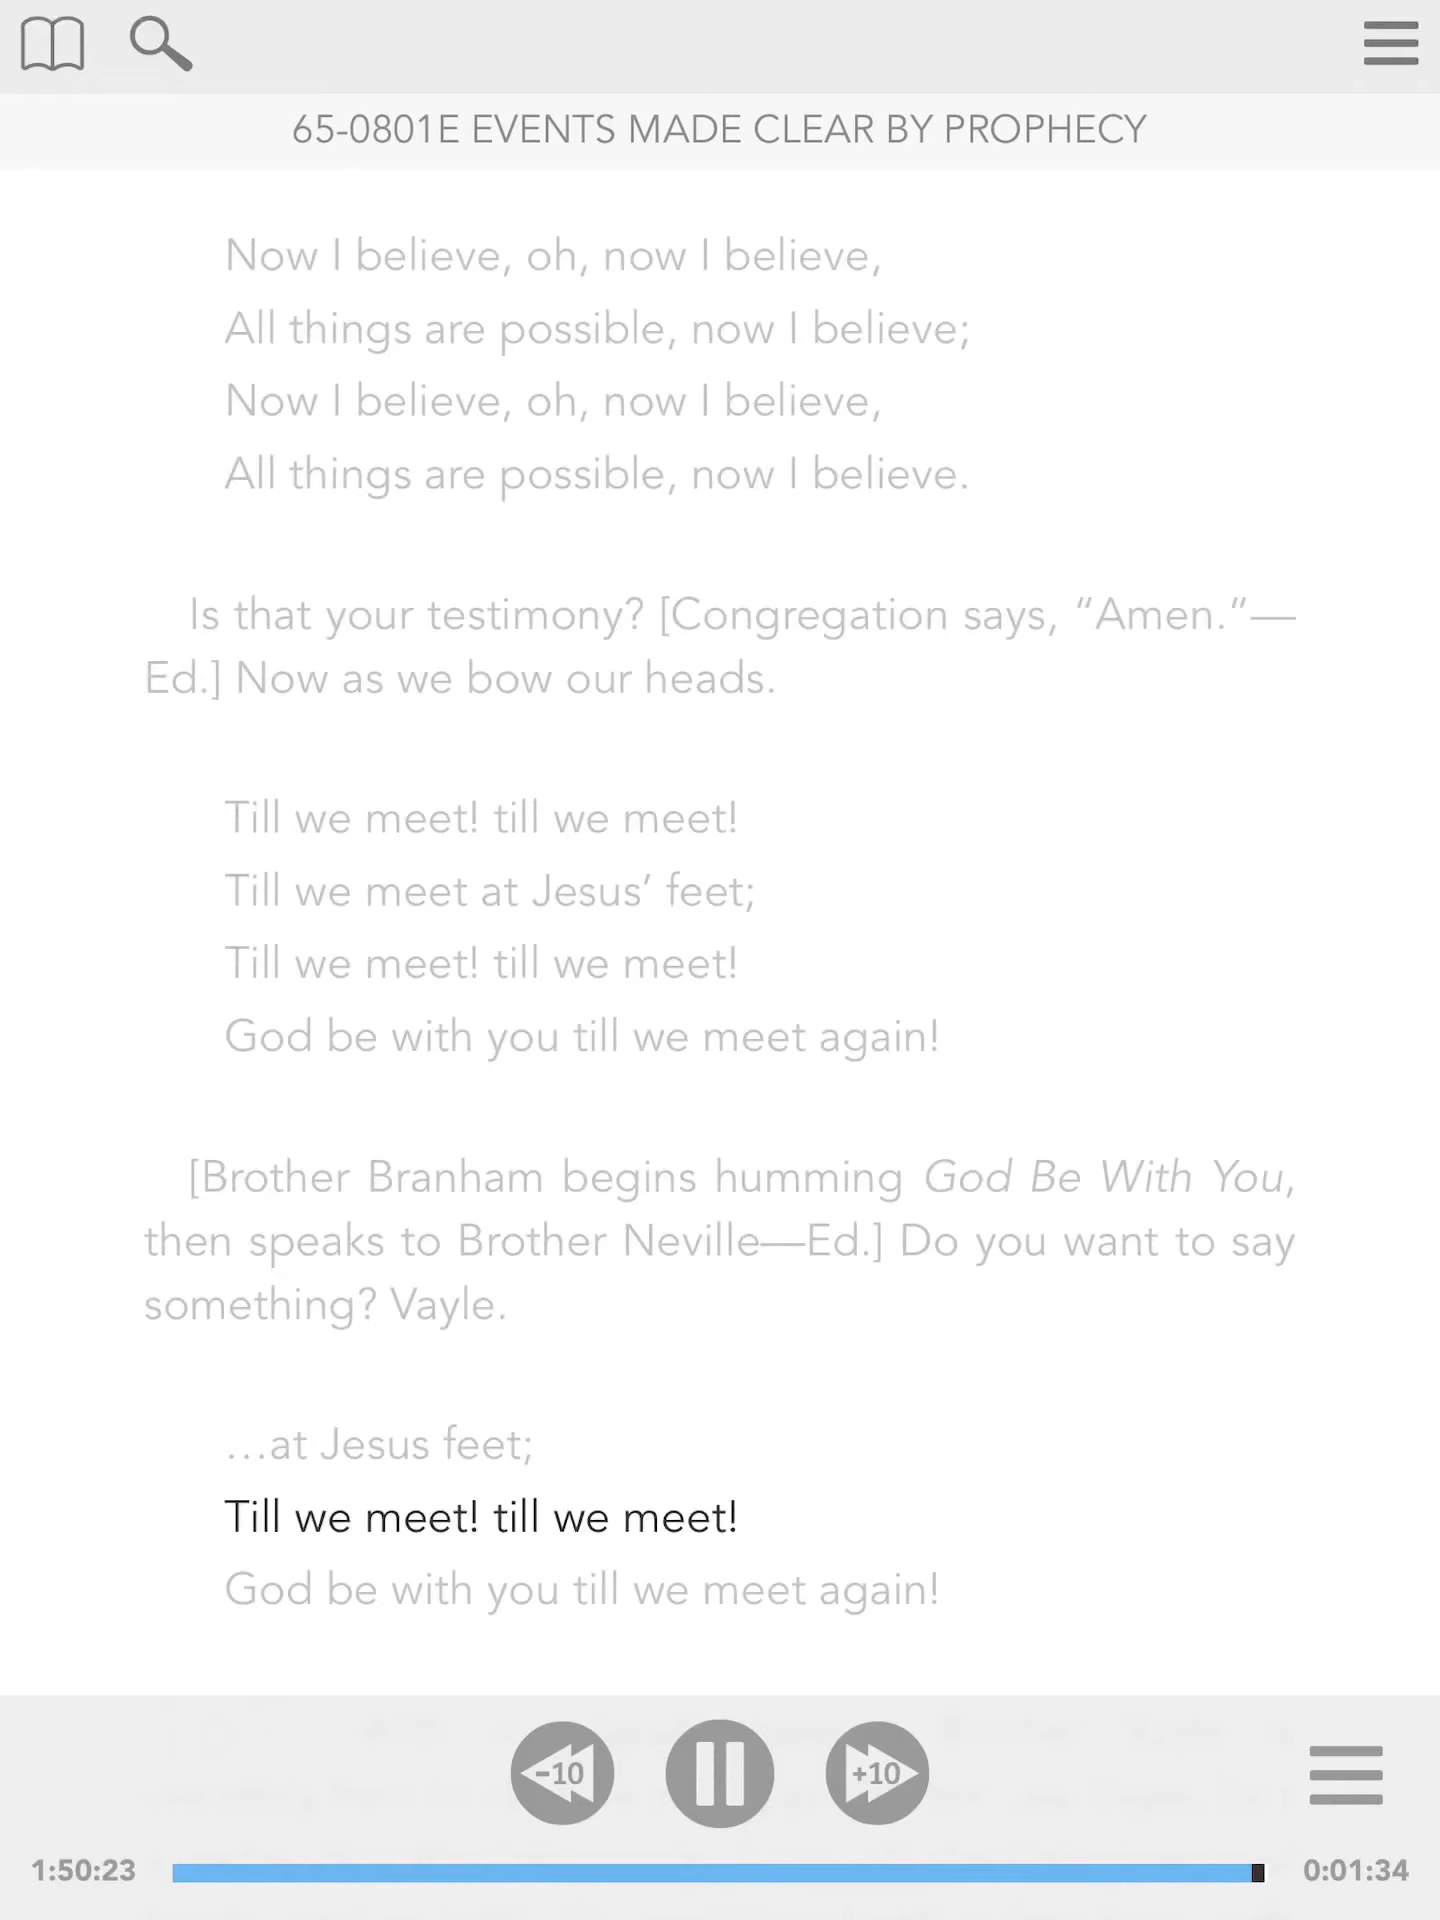 65-0801E EVENTS MADE CLEAR BY PROPHECY
Now I believe, oh, now I believe,
All things are possible, now I believe;
Now I believe, oh, now I believe,
All things are possible, now I believe.
Is that your testimony? [Congregation says, “Amen.”—
Ed.] Now as we bow our heads.
Till we meet! till we meet!
Till we meet at Jesus’ feet;
Till we meet! till we meet!
God be with you till we meet again!
[Brother Branham begins humming God Be With You,
then speaks to Brother Neville—Ed.] Do you want to say
something? Vayle.
…at Jesus feet;
Till we meet! till we meet!
God be with you till we meet again!
-10 +10
1:50:23 0:01:34